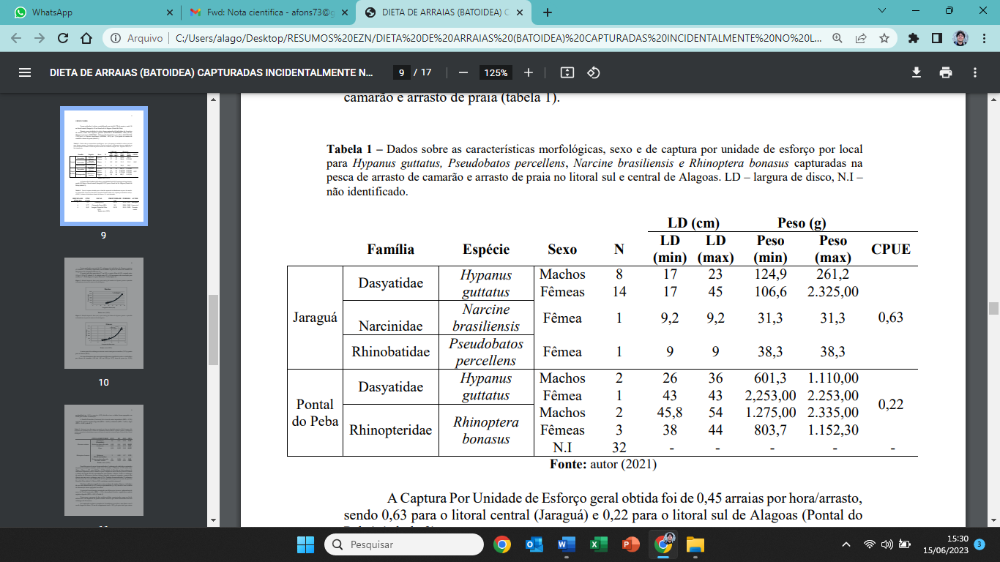 WhatsApp
Fwd: Nota cientifica - afons73@g
DIETA DE ARRAIAS (BATOIDEA) C
Arquivo
C:/Users/alago/Desktop/RESUMOS%20EZN/DIETA%20DE%20ARRAIAS%20(BATOIDEA)%20CAPTURADAS%20INCIDENTALMENTE%20NO%20L...
DIETA DE ARRAIAS (BATOIDEA) CAPTURADAS INCIDENTALMENTE N...
9 / 17
125%
camarão e arrasto de praia (tabela 1).
Tabela 1 – Dados sobre as características morfológicas, sexo e de captura por unidade de esforço por local
para Hypanus guttatus, Pseudobatos percellens, Narcine brasiliensis e Rhinoptera bonasus capturadas na
pesca de arrasto de camarão e arrasto de praia no litoral sul e central de Alagoas. LD – largura de disco, N.I –
não identificado.
LD (cm) Peso (g)
Família Espécie Sexo N LD (min) LD (max) Peso (min) Peso (max) CPUE
Jaraguá Dasyatidae Hypanus guttatus Machos 8 17 23 124,9 261,2
Fêmeas 14 17 45 106,6 2.325,00
Narcinidae Narcine brasiliensis Fêmea 1 9,2 9,2 31,3 31,3 0,63
Rhinobatidae Pseudobatos percellens Fêmea 1 9 9 38,3 38,3
Pontal do Peba Dasyatidae Hypanus guttatus Machos 2 26 36 601,3 1.110,00
Fêmea 1 43 43 2,253,00 2.253,00 0,22
Rhinopteridae Rhinoptera bonasus Machos 2 45,8 54 1.275,00 2.335,00
Fêmeas 3 38 44 803,7 1.152,30
N.I 32 - - - - -
Fonte: autor (2021)
A Captura Por Unidade de Esforço geral obtida foi de 0,45 arraias por hora/arrasto,
sendo 0,63 para o litoral central (Jaraguá) e 0,22 para o litoral sul de Alagoas (Pontal do
9
10
Pesquisar
15:30
15/06/2023
3